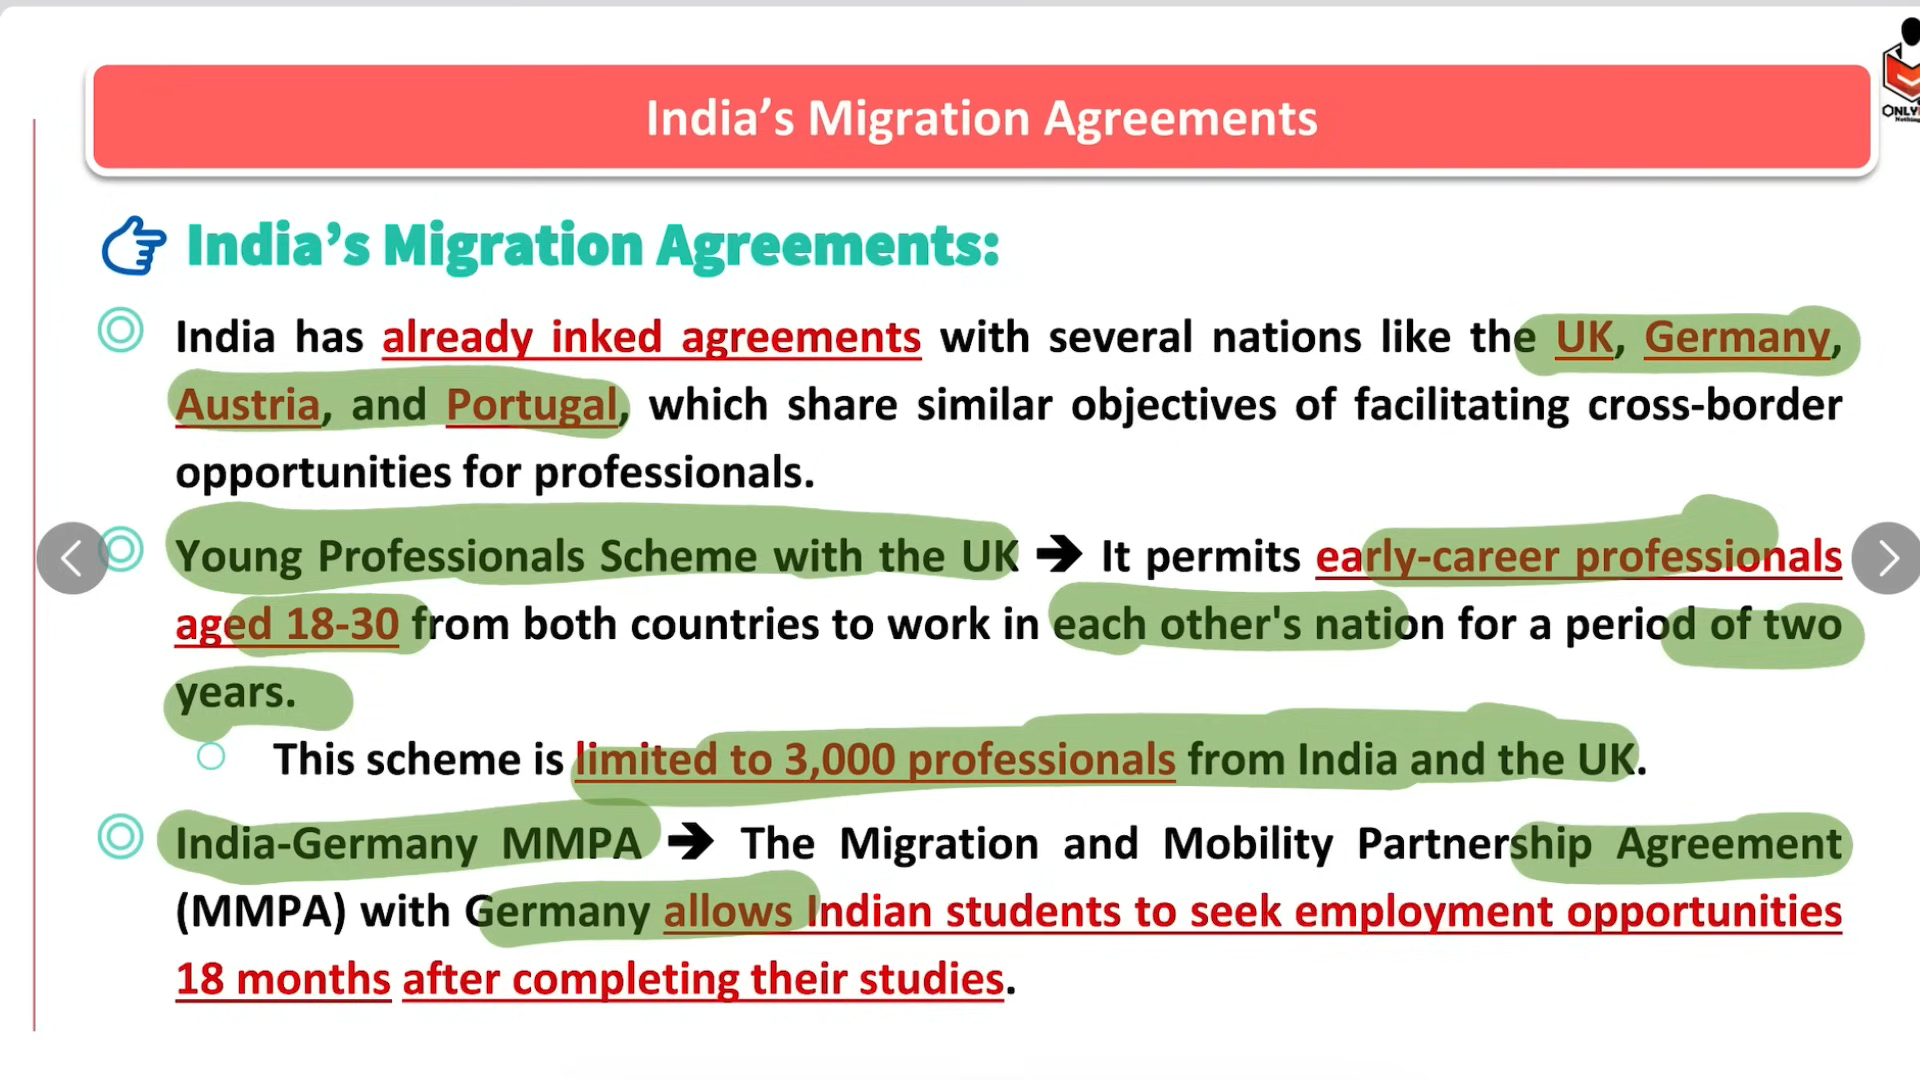 India's Migration Agreements
ONLY
Nothing
India's Migration Agreements:
India has already inked agreements with several nations like the UK, Germany,
Austria, and Portugal, which share similar objectives of facilitating cross-border
opportunities for professionals.
Young Professionals Scheme with the UK ➔ It permits early-career professionals
aged 18-30 from both countries to work in each other's nation for a period of two
years.
This scheme is limited to 3,000 professionals from India and the UK.
India-Germany MMPA ➔ The Migration and Mobility Partnership Agreement
(MMPA) with Germany allows Indian students to seek employment opportunities
18 months after completing their studies.